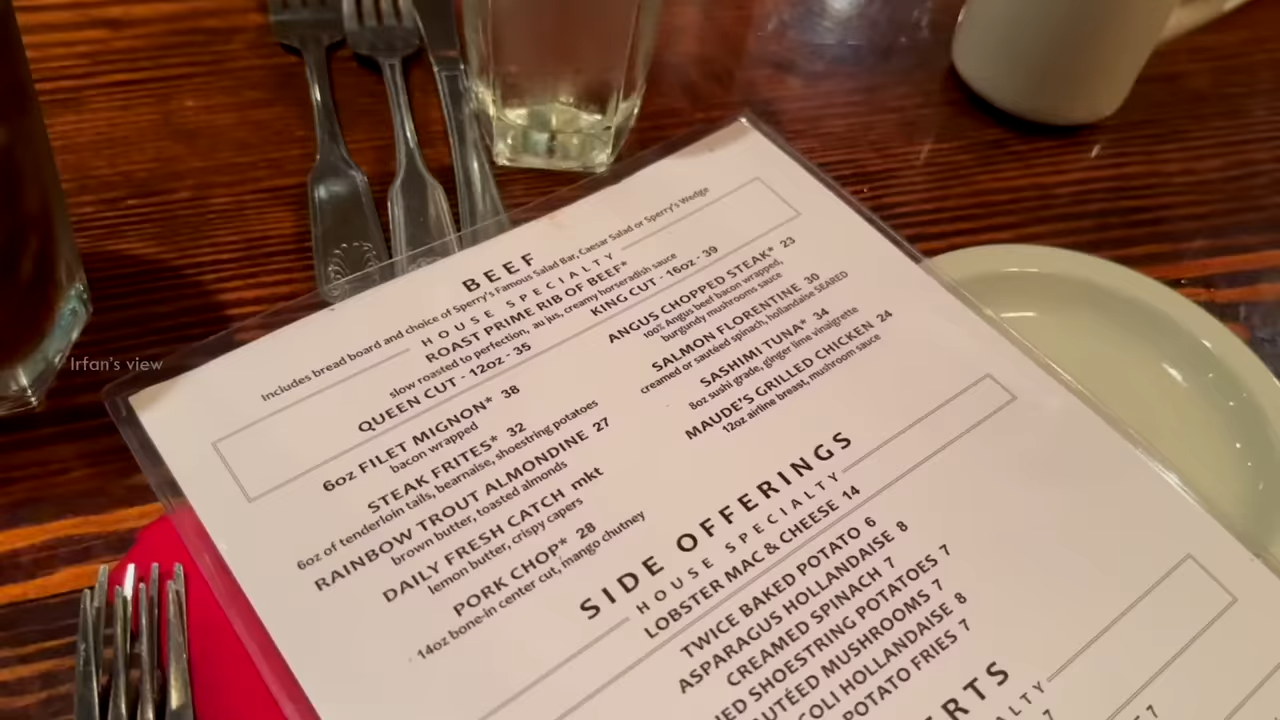 BEEF
Includes bread board and choice of Sperry's Famous Salad Bar, Caesar Salad or Sperry's Wedge
HOUSE SPECIALTY
ROAST PRIME RIB OF BEEF*
slow roasted to perfection, au jus, creamy horseradish sauce
QUEEN CUT - 12oz - 35
KING CUT - 16oz - 39
6oz FILET MIGNON* 38
bacon wrapped
STEAK FRITES* 32
6oz of tenderloin tails, bearnaise, shoestring potatoes
RAINBOW TROUT ALMONDINE 27
brown butter, toasted almonds
DAILY FRESH CATCH mkt
lemon butter, crispy capers
PORK CHOP* 28
14oz bone-in center cut, mango chutney
ANGUS CHOPPED STEAK* 23
100% Angus beef bacon wrapped,
burgundy mushrooms sauce
SALMON FLORENTINE 30
creamed or sautéed spinach, hollandaise SEARED
SASHIMI TUNA* 34
8oz sushi grade, ginger lime vinaigrette
MAUDE'S GRILLED CHICKEN 24
12oz airline breast, mushroom sauce
SIDE OFFERINGS
HOUSE SPECIALTY
LOBSTER MAC & CHEESE 14
TWICE BAKED POTATO 6
ASPARAGUS HOLLANDAISE 8
CREAMED SPINACH 7
SHOESTRING POTATOES 7
MUSHROOMS 7
HOLLANDAISE 8
POTATO FRIES 7
7
7
Irfan's view